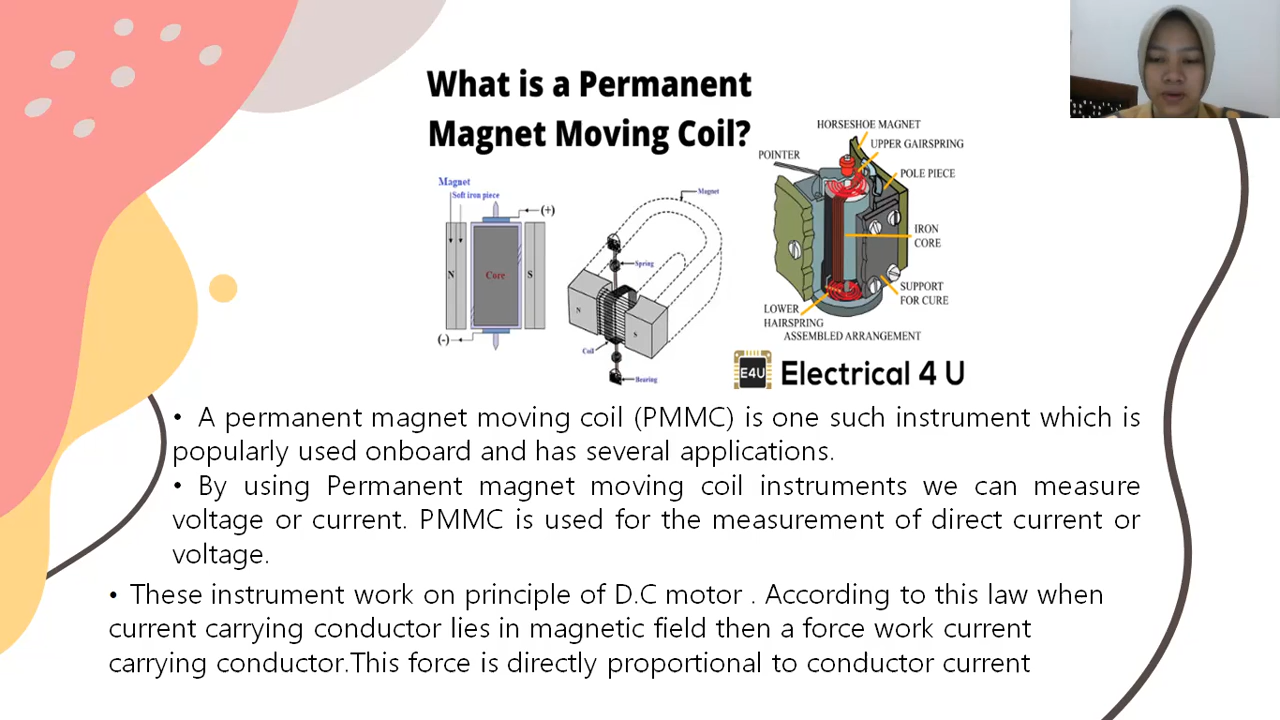 What is a Permanent
Magnet Moving Coil?
Magnet
Soft iron piece
(+)
N
Core
S
(-)
Magnet
Spring
N
S
Coil
Bearing
HORSESHOE MAGNET
UPPER GAIRSPRING
POINTER
POLE PIECE
IRON
CORE
SUPPORT
FOR CURE
LOWER
HAIRSPRING
ASSEMBLED ARRANGEMENT
E4U
Electrical 4 U
• A permanent magnet moving coil (PMMC) is one such instrument which is
popularly used onboard and has several applications.
• By using Permanent magnet moving coil instruments we can measure
voltage or current. PMMC is used for the measurement of direct current or
voltage.
• These instrument work on principle of D.C motor . According to this law when
current carrying conductor lies in magnetic field then a force work current
carrying conductor.This force is directly proportional to conductor current